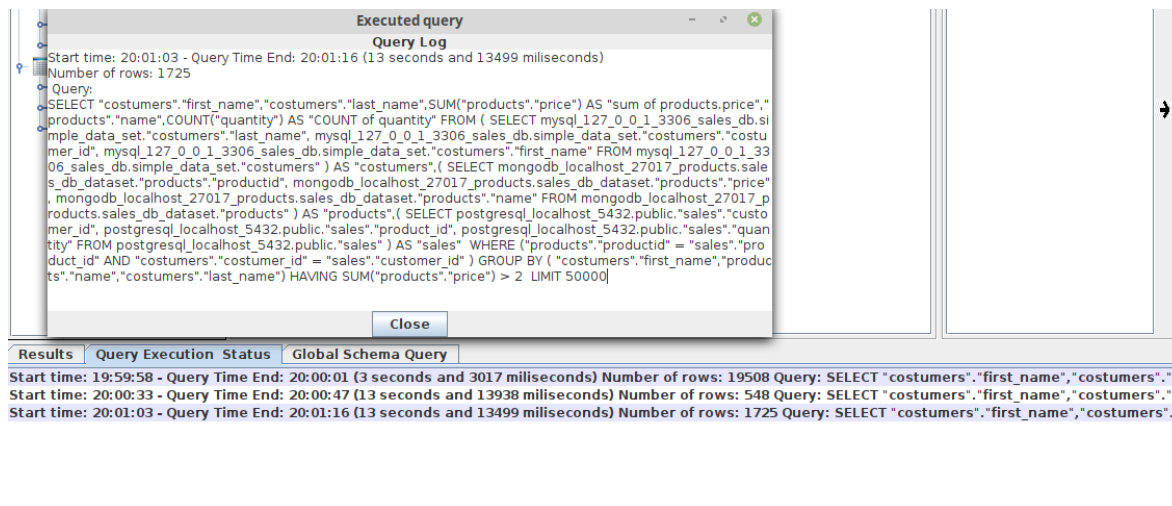 Executed query
Query Log
Start time: 20:01:03 - Query Time End: 20:01:16 (13 seconds and 13499 miliseconds)
Number of rows: 1725
Query:
SELECT "costumers"."first_name","costumers"."last_name",SUM("products"."price") AS "sum of products.price","
products"."name",COUNT("quantity") AS "COUNT of quantity" FROM ( SELECT mysql_127_0_0_1_3306_sales_db.si
mple_data_set."costumers"."last_name", mysql_127_0_0_1_3306_sales_db.simple_data_set."costumers"."costu
mer_id", mysql_127_0_0_1_3306_sales_db.simple_data_set."costumers"."first_name" FROM mysql_127_0_0_1_33
06_sales_db.simple_data_set."costumers" ) AS "costumers",( SELECT mongodb_localhost_27017_products.sale
s_db_dataset."products"."productid", mongodb_localhost_27017_products.sales_db_dataset."products"."price"
, mongodb_localhost_27017_products.sales_db_dataset."products"."name" FROM mongodb_localhost_27017_p
roducts.sales_db_dataset."products" ) AS "products",( SELECT postgresql_localhost_5432.public."sales"."custo
mer_id", postgresql_localhost_5432.public."sales"."product_id", postgresql_localhost_5432.public."sales"."quan
tity" FROM postgresql_localhost_5432.public."sales" ) AS "sales"  WHERE ("products"."productid" = "sales"."pro
duct_id" AND "costumers"."costumer_id" = "sales"."customer_id" ) GROUP BY ( "costumers"."first_name","produc
ts"."name","costumers"."last_name") HAVING SUM("products"."price") > 2  LIMIT 50000
Close
Results Query Execution Status Global Schema Query
Start time: 19:59:58 - Query Time End: 20:00:01 (3 seconds and 3017 miliseconds) Number of rows: 19508 Query: SELECT "costumers"."first_name","costumers"."
Start time: 20:00:33 - Query Time End: 20:00:47 (13 seconds and 13938 miliseconds) Number of rows: 548 Query: SELECT "costumers"."first_name","costumers"."
Start time: 20:01:03 - Query Time End: 20:01:16 (13 seconds and 13499 miliseconds) Number of rows: 1725 Query: SELECT "costumers"."first_name","costumers".